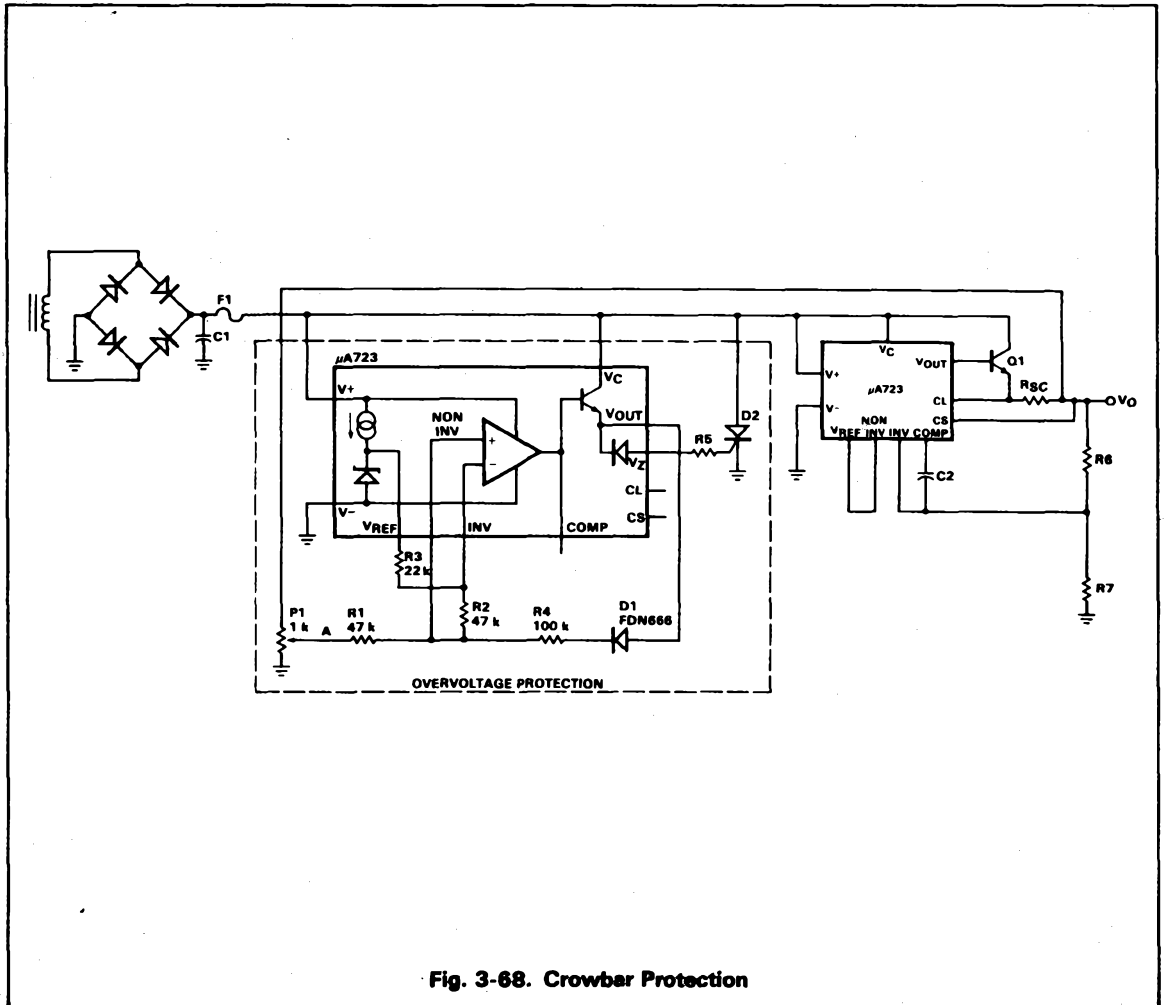 F1
C1
μA723
V+
NON
INV
VC
VOUT
VZ
CL
CS
V-
VREF
INV
COMP
R3
22 k
R2
47 k
P1
1 k
A
R1
47 k
R4
100 k
D1
FDN666
R5
D2
OVERVOLTAGE PROTECTION
VC
VOUT
V+
μA723
CL
V-
CS
NON
VREF INV INV COMP
Q1
RSC
VO
C2
R6
R7
Fig. 3-68. Crowbar Protection